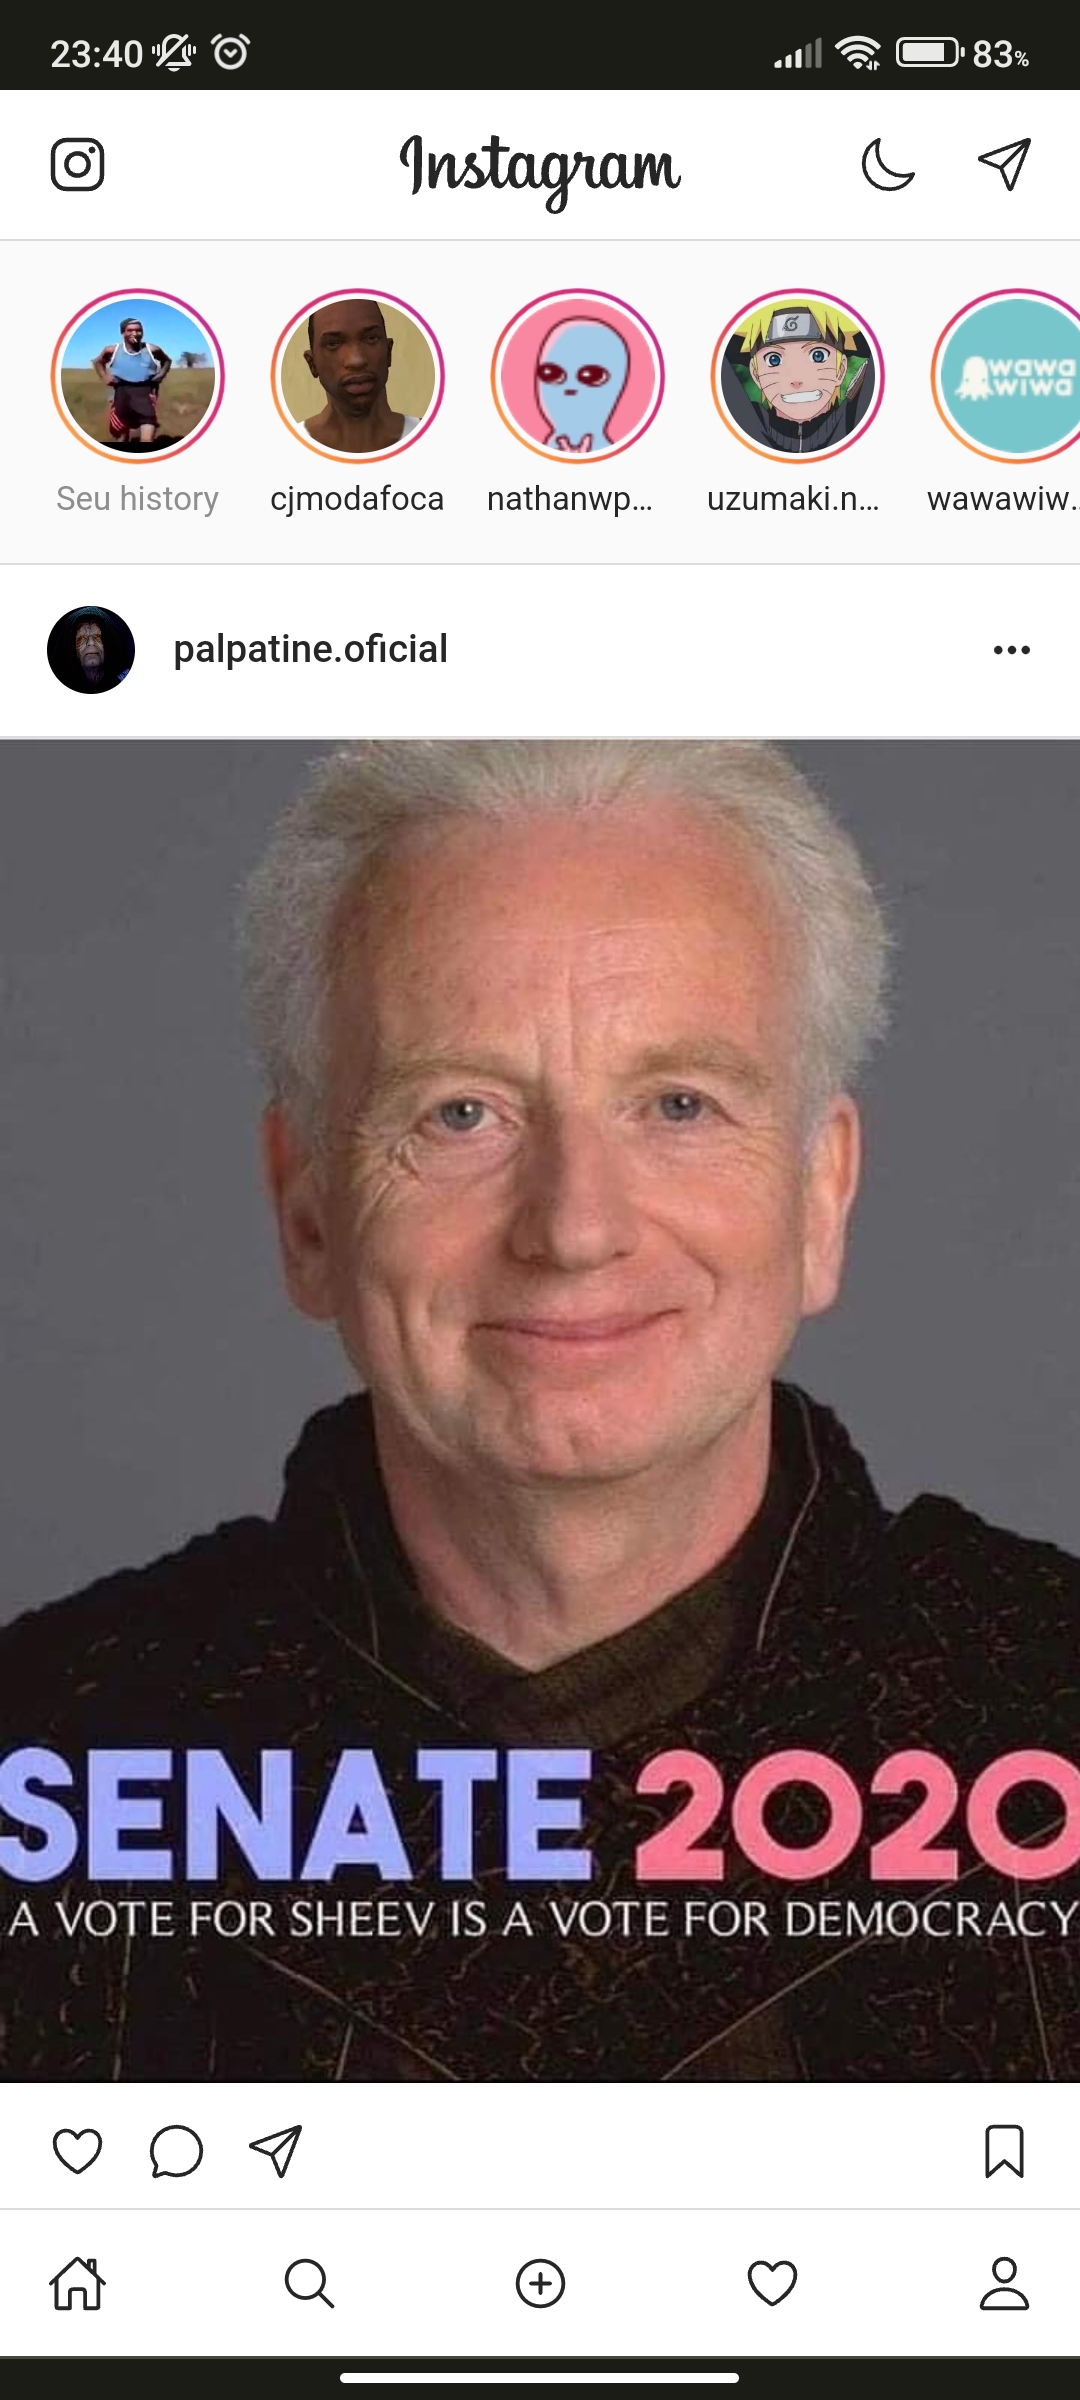 23:40
83%
Instagram
wawa
wiwa
Seu history
cjmodafoca
nathanwp...
uzumaki.n...
wawawiw..
palpatine.oficial
SENATE 2020
A VOTE FOR SHEEV IS A VOTE FOR DEMOCRACY